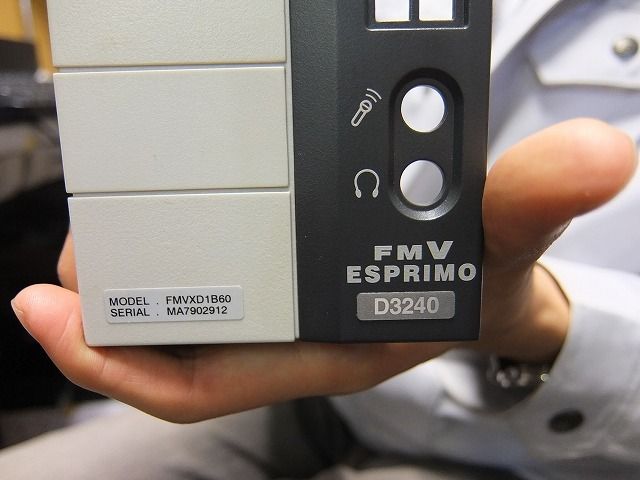 FMV
ESPRIMO
D3240
MODEL . FMVXD1B60
SERIAL . MA7902912